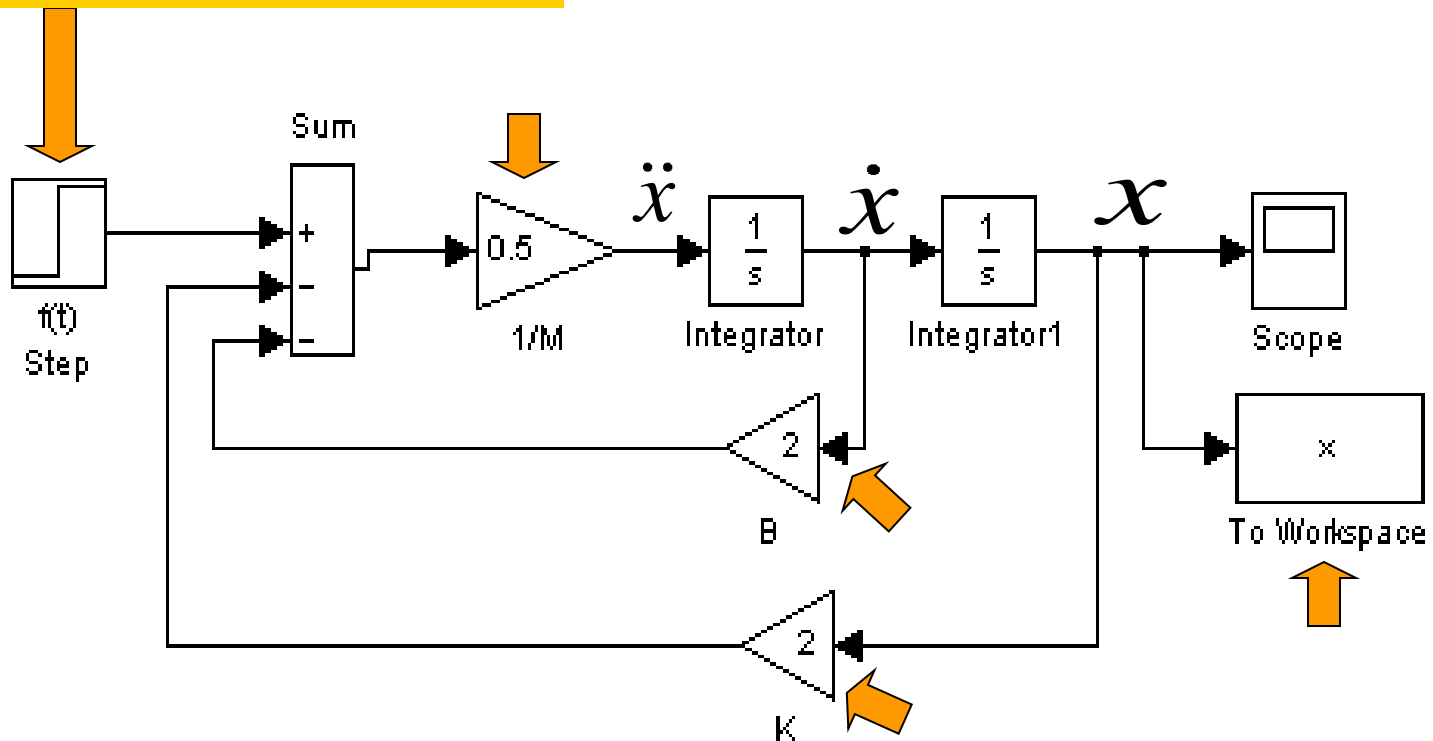 Sum
+
−
−
f(t)
Step
0.5
1/M
ẍ
1
s
Integrator
ẋ
1
s
Integrator1
x
Scope
2
B
x
To Workspace
2
K